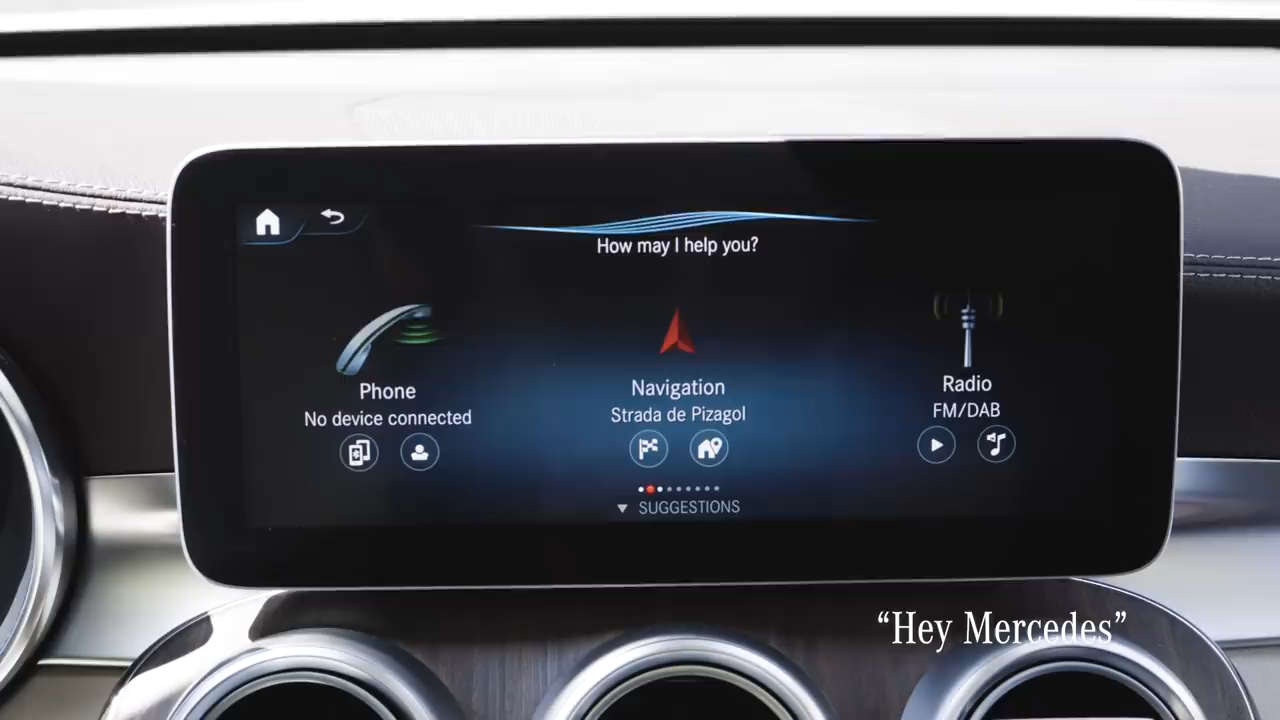 How may I help you?
Phone
No device connected
Navigation
Strada de Pizagol
Radio
FM/DAB
SUGGESTIONS
“Hey Mercedes”